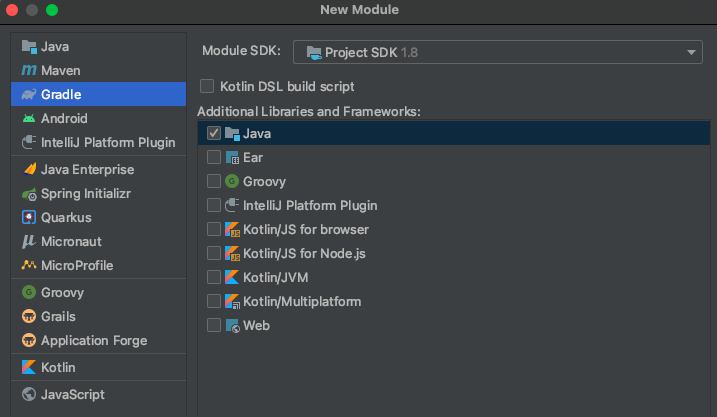 New Module
Java
Maven
Gradle
Android
IntelliJ Platform Plugin
Java Enterprise
Spring Initializr
Quarkus
Micronaut
MicroProfile
Groovy
Grails
Application Forge
Kotlin
JavaScript
Module SDK: Project SDK 1.8
Kotlin DSL build script
Additional Libraries and Frameworks:
Java
Ear
Groovy
IntelliJ Platform Plugin
Kotlin/JS for browser
Kotlin/JS for Node.js
Kotlin/JVM
Kotlin/Multiplatform
Web